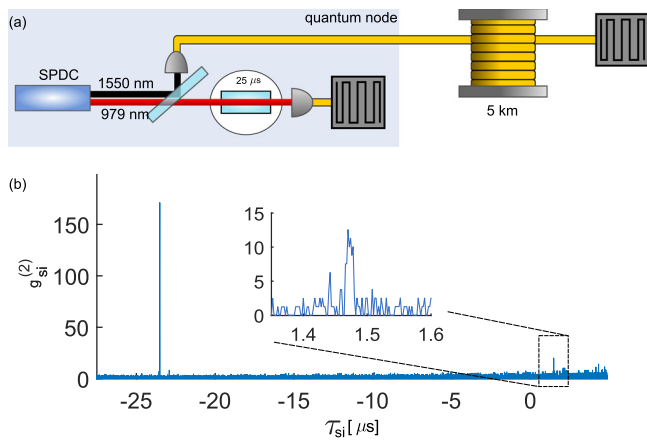 (a)
quantum node
SPDC
1550 nm
979 nm
25 μs
5 km
(b)
g_si^(2)
150
100
50
0
15
10
5
0
1.4
1.5
1.6
-25
-20
-15
-10
-5
0
τ_si [ μs]